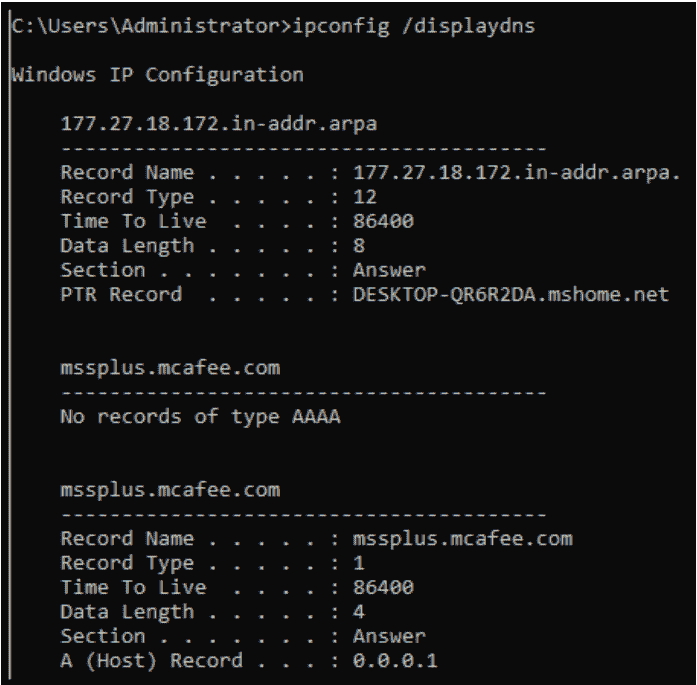 C:\Users\Administrator>ipconfig /displaydns
Windows IP Configuration
177.27.18.172.in-addr.arpa
----------------------------------------
Record Name . . . . . : 177.27.18.172.in-addr.arpa.
Record Type . . . . . : 12
Time To Live  . . . . : 86400
Data Length . . . . . : 8
Section . . . . . . . : Answer
PTR Record  . . . . . : DESKTOP-QR6R2DA.mshome.net
mssplus.mcafee.com
----------------------------------------
No records of type AAAA
mssplus.mcafee.com
----------------------------------------
Record Name . . . . . : mssplus.mcafee.com
Record Type . . . . . : 1
Time To Live  . . . . : 86400
Data Length . . . . . : 4
Section . . . . . . . : Answer
A (Host) Record . . . : 0.0.0.1